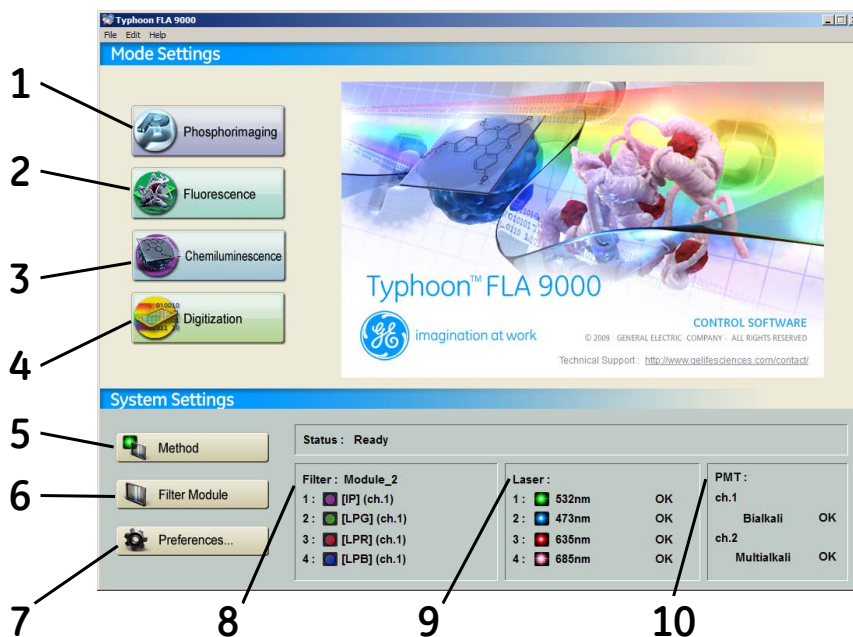 Typhoon FLA 9000
File Edit Help
Mode Settings
1
Phosphorimaging
2
Fluorescence
3
Chemiluminescence
4
Digitization
Typhoon™ FLA 9000
GE
imagination at work
CONTROL SOFTWARE
© 2009 GENERAL ELECTRIC COMPANY - ALL RIGHTS RESERVED
Technical Support : http://www.gelifesciences.com/contact/
System Settings
5
Method
6
Filter Module
7
Preferences...
Status : Ready
Filter : Module_2
1 : [IP] (ch.1)
2 : [LPG] (ch.1)
3 : [LPR] (ch.1)
4 : [LPB] (ch.1)
Laser :
1 : 532nm OK
2 : 473nm OK
3 : 635nm OK
4 : 685nm OK
PMT :
ch.1
Bialkali OK
ch.2
Multialkali OK
8
9
10